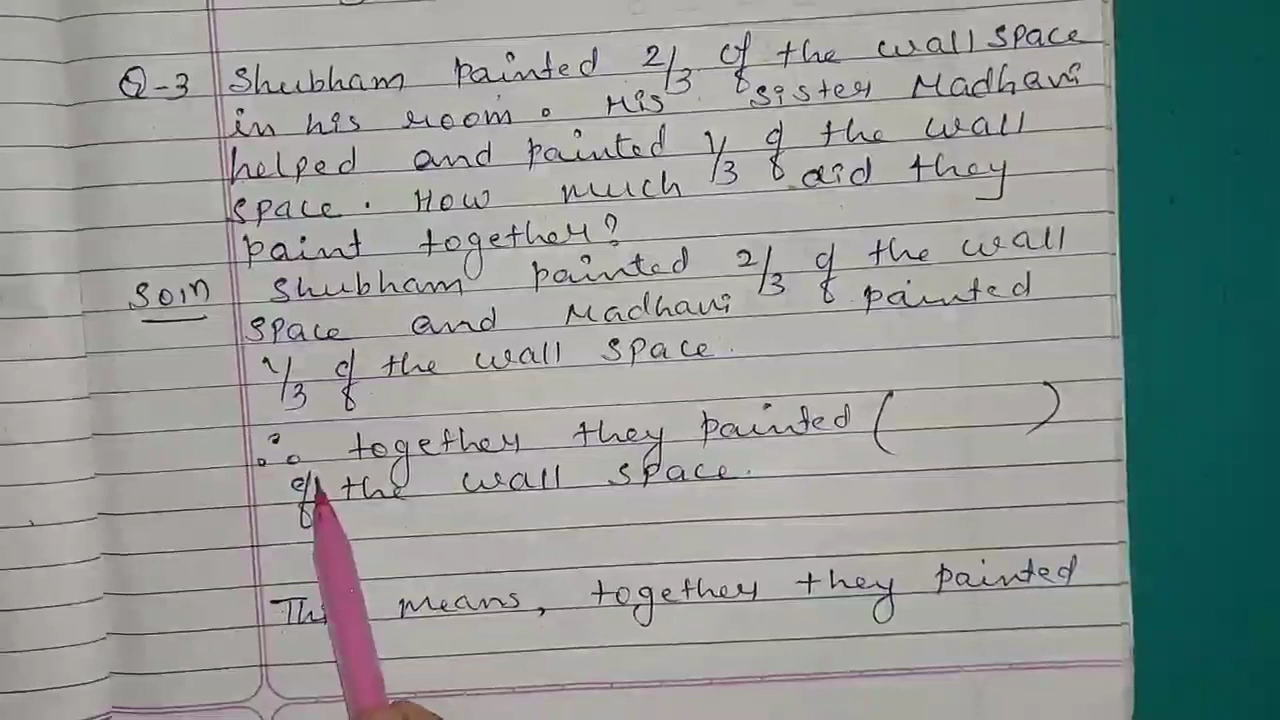 Q-3 Shubham painted 2/3 of the wall space
in his room. His sister Madhavi
helped and painted 1/3 of the wall
space. How much did they
paint together?
Soln Shubham painted 2/3 of the wall
space and Madhavi painted
1/3 of the wall space.
∴ together they painted ( )
of the wall space.
means, together they painted